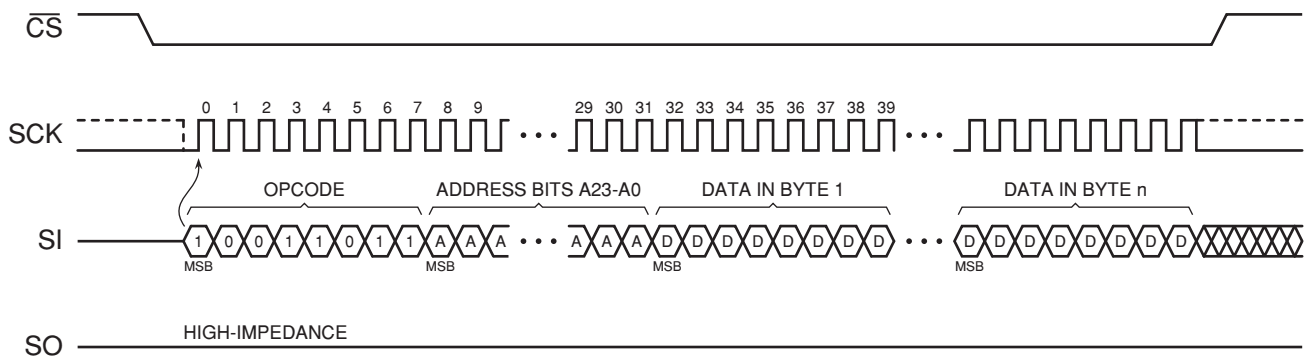 CS
SCK
0 1 2 3 4 5 6 7 8 9 29 30 31 32 33 34 35 36 37 38 39
OPCODE ADDRESS BITS A23-A0 DATA IN BYTE 1 DATA IN BYTE n
SI
1 0 0 1 1 0 1 1 A A A A A A D D D D D D D D D D D D D D D D
MSB MSB MSB MSB
HIGH-IMPEDANCE
SO